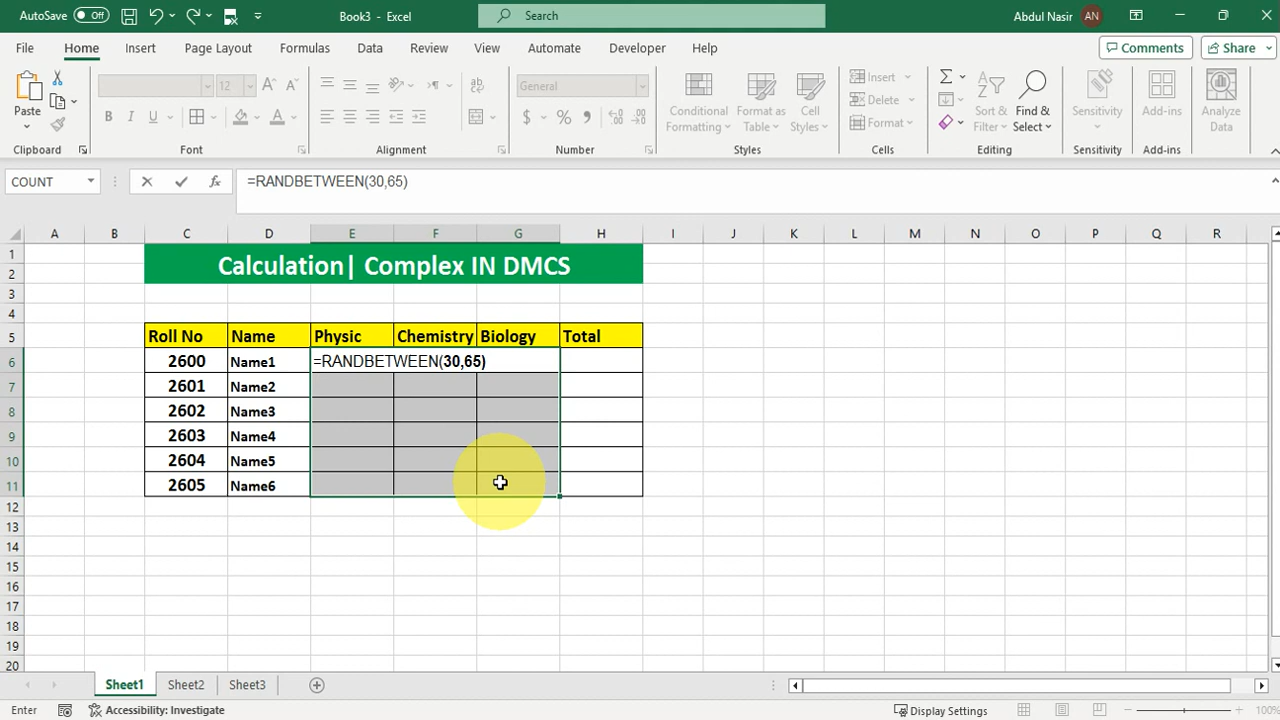 AutoSave Off Book3 - Excel Search Abdul Nasir AN
File Home Insert Page Layout Formulas Data Review View Automate Developer Help Comments Share
Paste 12 General Conditional Formatting Format as Table Cell Styles Insert Delete Format Sort & Filter Find & Select Sensitivity Add-ins Analyze Data
Clipboard Font Alignment Number Styles Cells Editing Sensitivity Add-ins
COUNT fx =RANDBETWEEN(30,65)
A B C D E F G H I J K L M N O P Q R
1 Calculation| Complex IN DMCS
2
3
4
5 Roll No Name Physic Chemistry Biology Total
6 2600 Name1 =RANDBETWEEN(30,65)
7 2601 Name2
8 2602 Name3
9 2603 Name4
10 2604 Name5
11 2605 Name6
12
13
14
15
16
17
18
19
20
Sheet1 Sheet2 Sheet3
Enter Accessibility: Investigate Display Settings 100%